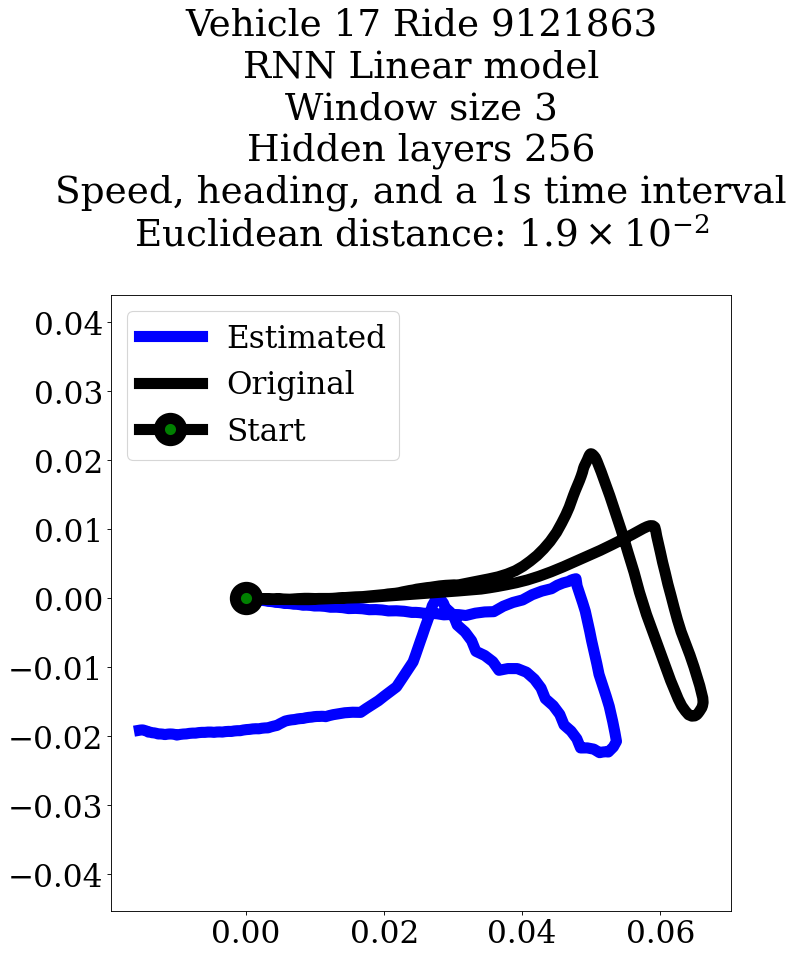 Vehicle 17 Ride 9121863
RNN Linear model
Window size 3
Hidden layers 256
Speed, heading, and a 1s time interval
Euclidean distance: 1.9 × 10⁻²
Estimated
Original
Start
0.04
0.03
0.02
0.01
0.00
−0.01
−0.02
−0.03
−0.04
0.00 0.02 0.04 0.06